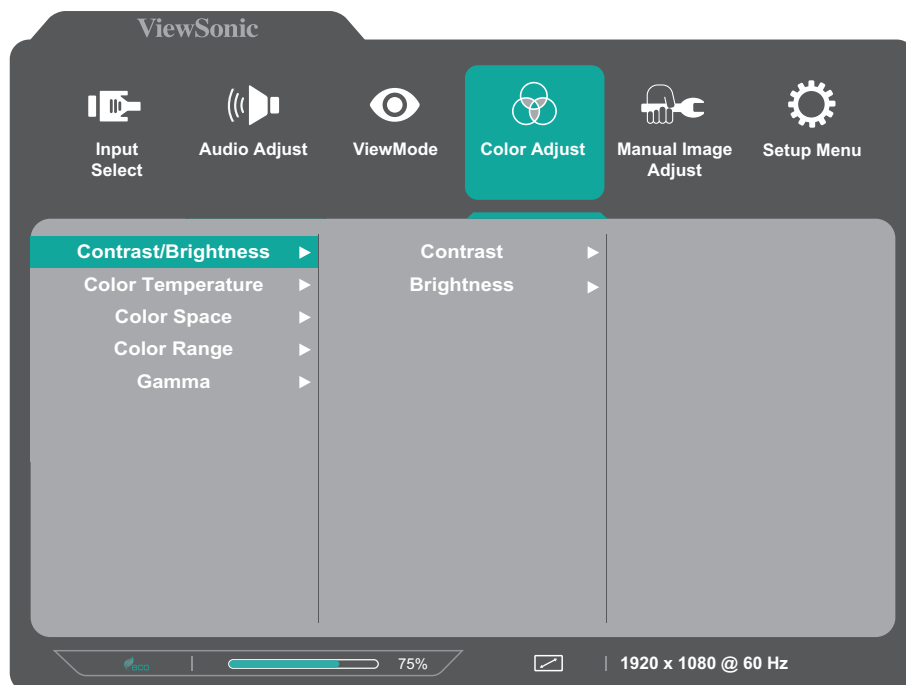 ViewSonic
Input Select
Audio Adjust
ViewMode
Color Adjust
Manual Image Adjust
Setup Menu
Contrast/Brightness
Color Temperature
Color Space
Color Range
Gamma
Contrast
Brightness
eco
75%
1920 x 1080 @ 60 Hz